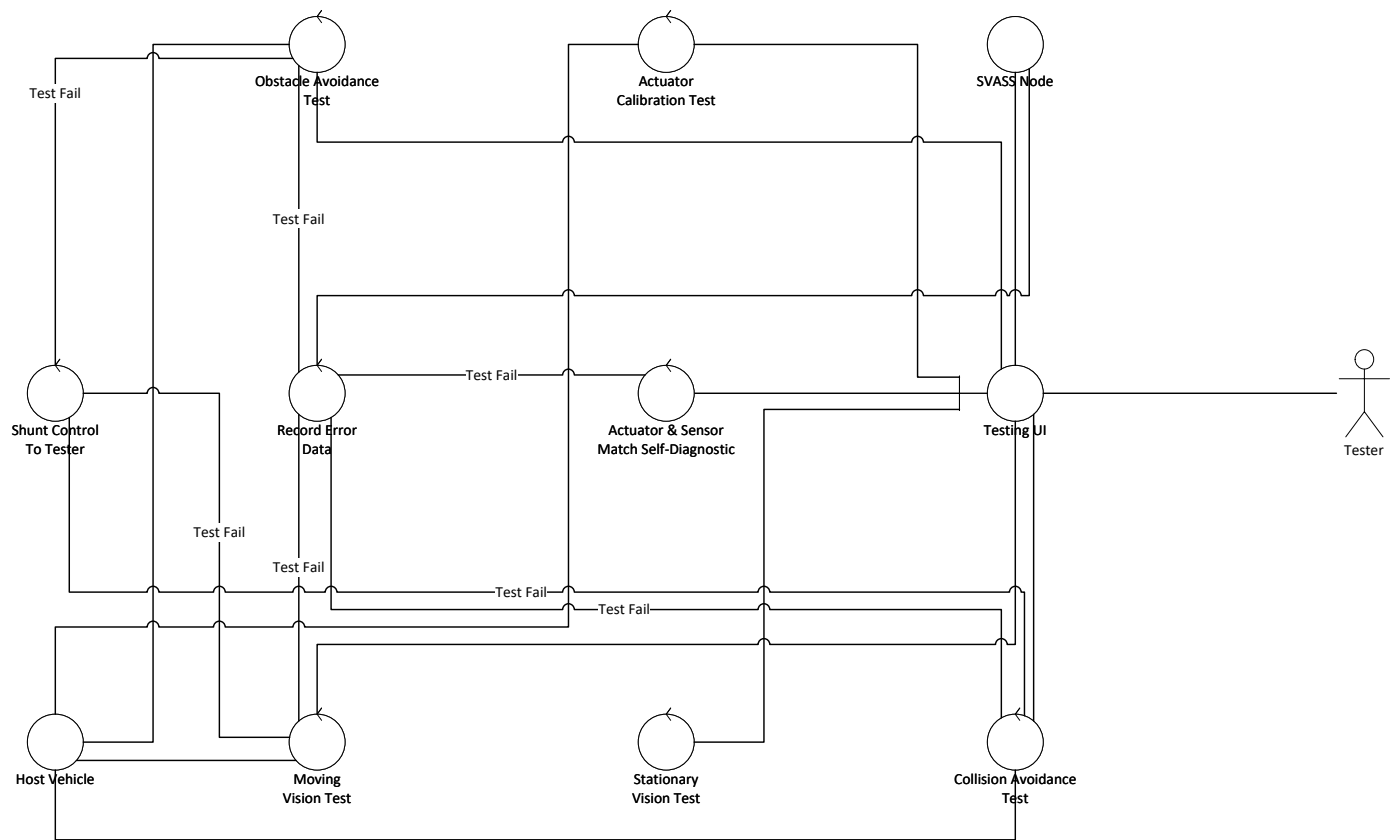 Obstacle Avoidance
Test
Actuator
Calibration Test
SVASS Node
Test Fail
Test Fail
Test Fail
Shunt Control
To Tester
Record Error
Data
Actuator & Sensor
Match Self-Diagnostic
Testing UI
Tester
Test Fail
Test Fail
Test Fail
Test Fail
Host Vehicle
Moving
Vision Test
Stationary
Vision Test
Collision Avoidance
Test